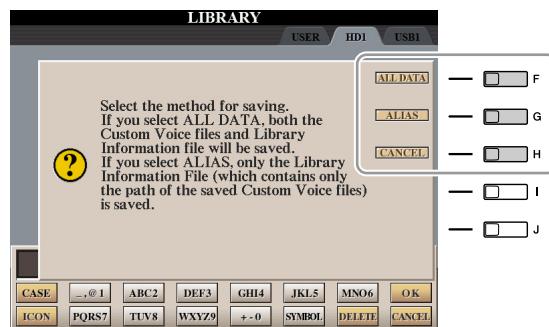 LIBRARY
USER HD1 USB1
ALL DATA
F
Select the method for saving.
If you select ALL DATA, both the
Custom Voice files and Library
Information file will be saved.
If you select ALIAS, only the Library
Information File (which contains only
the path of the saved Custom Voice files)
is saved.
?
ALIAS
G
CANCEL
H
I
J
CASE _,@1 ABC2 DEF3 GHI4 JKL5 MNO6 OK
ICON PQRS7 TUV8 WXYZ9 +-0 SYMBOL DELETE CANCEL